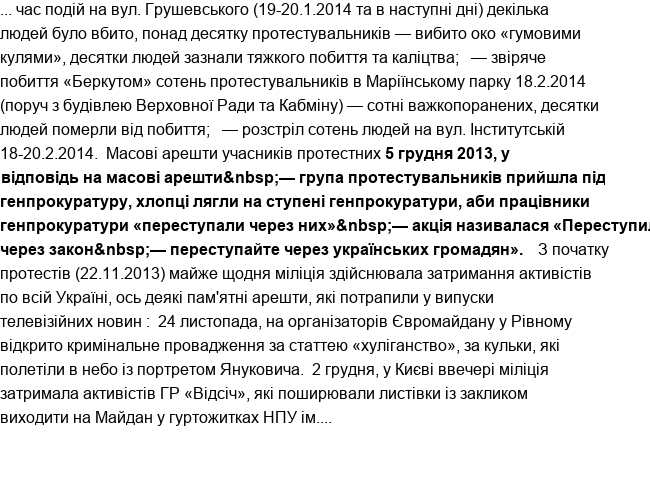 ... час подій на вул. Грушевського (19-20.1.2014 та в наступні дні) декілька
людей було вбито, понад десятку протестувальників — вибито око «гумовими
кулями», десятки людей зазнали тяжкого побиття та каліцтва;   — звіряче
побиття «Беркутом» сотень протестувальників в Маріїнському парку 18.2.2014
(поруч з будівлею Верховної Ради та Кабміну) — сотні важкопоранених, десятки
людей померли від побиття;   — розстріл сотень людей на вул. Інститутській
18-20.2.2014.  Масові арешти учасників протестних 5 грудня 2013, у
відповідь на масові арешти&nbsp;— група протестувальників прийшла під
генпрокуратуру, хлопці лягли на ступені генпрокуратури, аби працівники
генпрокуратури «переступали через них»&nbsp;— акція називалася «Переступи
через закон&nbsp;— переступайте через українських громадян».    З початку
протестів (22.11.2013) майже щодня міліція здійснювала затримання активістів
по всій Україні, ось деякі пам'ятні арешти, які потрапили у випуски
телевізійних новин :  24 листопада, на організаторів Євромайдану у Рівному
відкрито кримінальне провадження за статтею «хуліганство», за кульки, які
полетіли в небо із портретом Януковича.  2 грудня, у Києві ввечері міліція
затримала активістів ГР «Відсіч», які поширювали листівки із закликом
виходити на Майдан у гуртожитках НПУ ім....